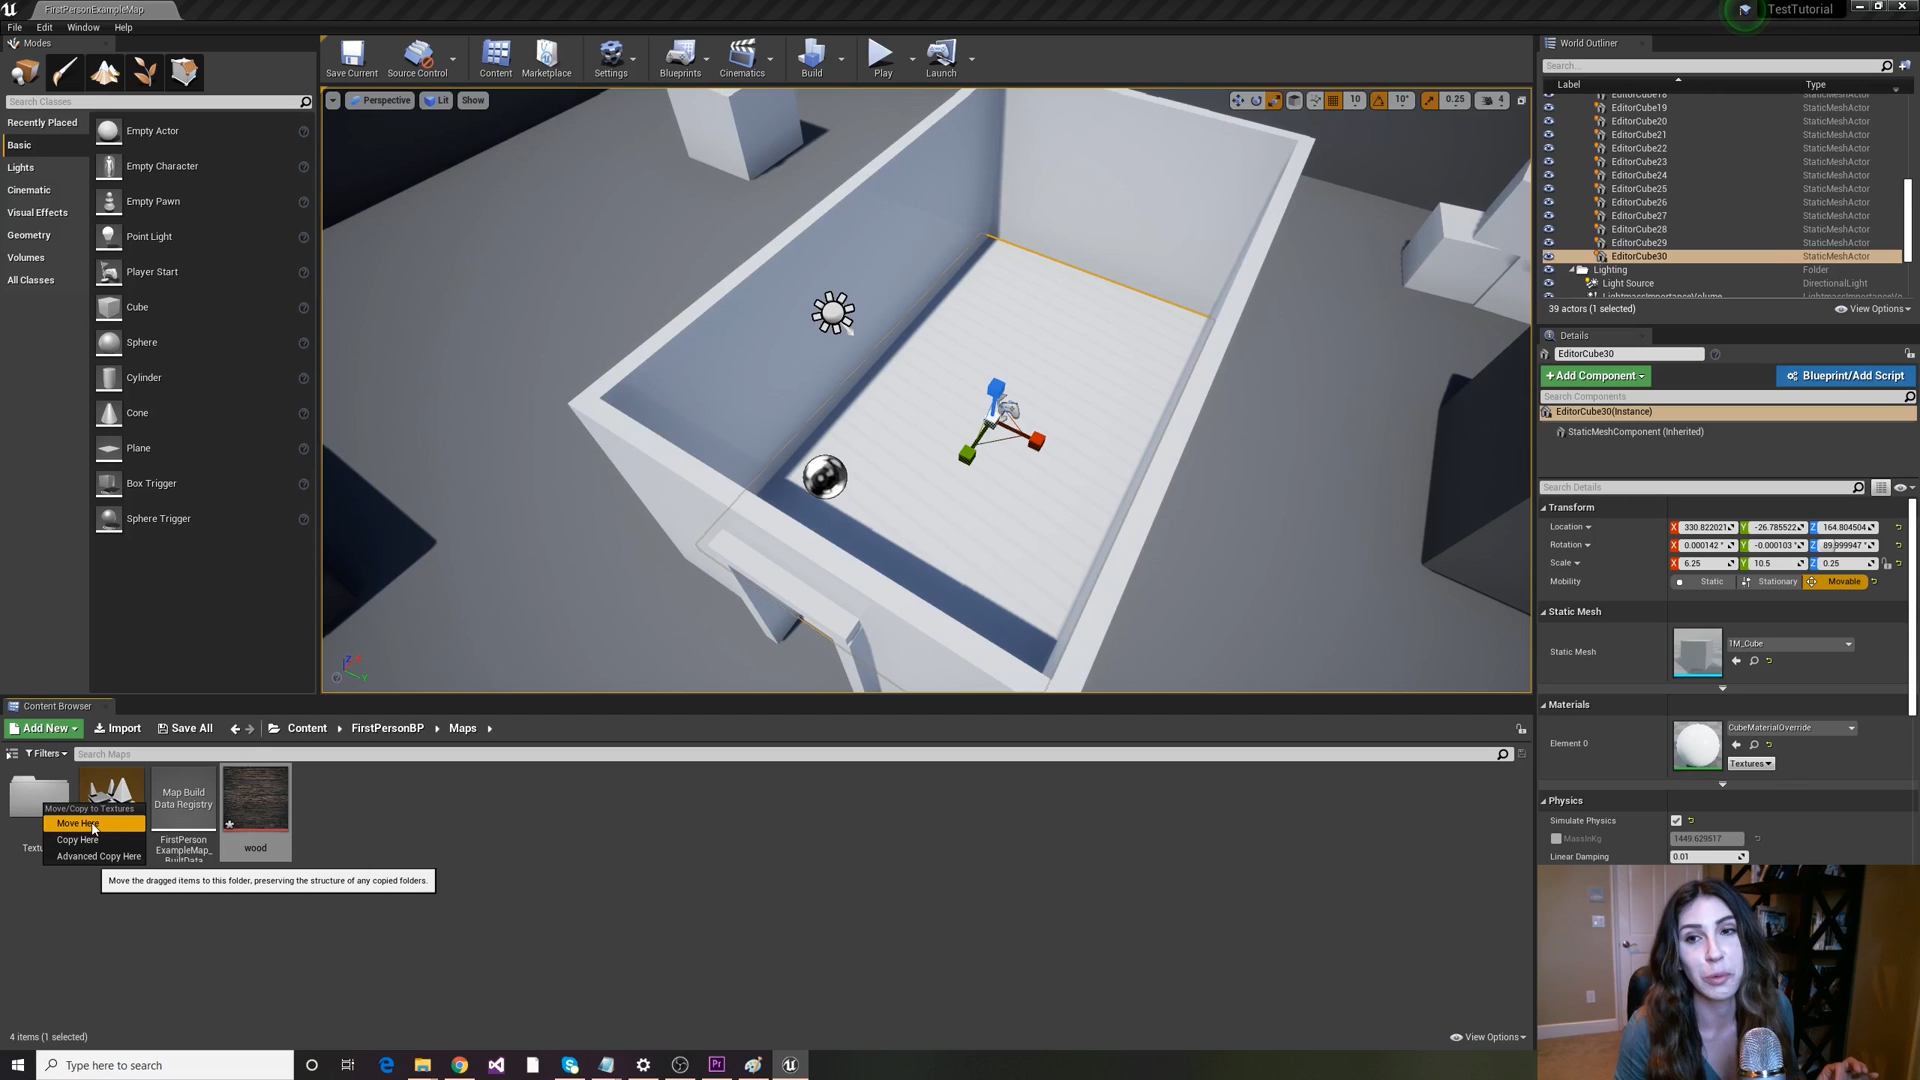 FirstPersonExampleMap
TestTutorial
File Edit Window Help
Modes
Search Classes
Recently Placed
Basic
Lights
Cinematic
Visual Effects
Geometry
Volumes
All Classes
Empty Actor
Empty Character
Empty Pawn
Point Light
Player Start
Cube
Sphere
Cylinder
Cone
Plane
Box Trigger
Sphere Trigger
Save Current Source Control Content Marketplace Settings Blueprints Cinematics Build Play Launch
Perspective Lit Show
10 10° 0.25 4
World Outliner
Search...
Label Type
EditorCube18 StaticMeshActor
EditorCube19 StaticMeshActor
EditorCube20 StaticMeshActor
EditorCube21 StaticMeshActor
EditorCube22 StaticMeshActor
EditorCube23 StaticMeshActor
EditorCube24 StaticMeshActor
EditorCube25 StaticMeshActor
EditorCube26 StaticMeshActor
EditorCube27 StaticMeshActor
EditorCube28 StaticMeshActor
EditorCube29 StaticMeshActor
EditorCube30 StaticMeshActor
Lighting Folder
Light Source DirectionalLight
39 actors (1 selected) View Options
Details
EditorCube30
+Add Component Blueprint/Add Script
Search Components
EditorCube30(Instance)
StaticMeshComponent (Inherited)
Search Details
Transform
Location X 330.822021 Y -26.785522 Z 164.804504
Rotation X 0.000142 ° Y -0.000103 ° Z 89.999947 °
Scale X 6.25 Y 10.5 Z 0.25
Mobility Static Stationary Movable
Static Mesh
Static Mesh 1M_Cube
Materials
Element 0 CubeMaterialOverride
Textures
Physics
Simulate Physics
MassInKg 1449.629517
Linear Damping 0.01
Content Browser
Add New Import Save All Content FirstPersonBP Maps
Filters Search Maps
Move/Copy to Textures
Move Here
Copy Here
Advanced Copy Here
Map Build
Data Registry
FirstPerson
ExampleMap_
BuiltData
wood
Move the dragged items to this folder, preserving the structure of any copied folders.
4 items (1 selected) View Options
Type here to search